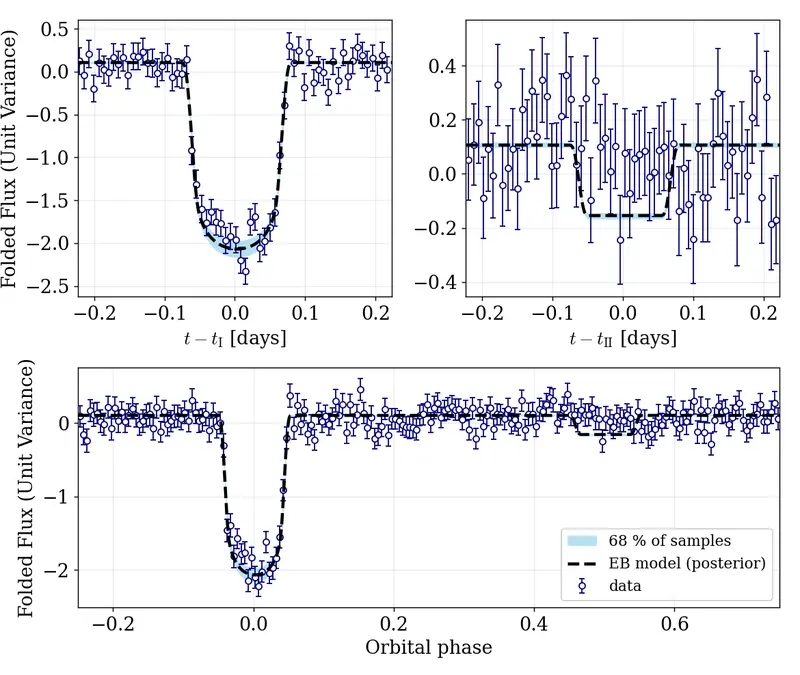 Folded Flux (Unit Variance)
0.5
0.0
−0.5
−1.0
−1.5
−2.0
−2.5
−0.2 −0.1 0.0 0.1 0.2
t − tI [days]
0.4
0.2
0.0
−0.2
−0.4
−0.2 −0.1 0.0 0.1 0.2
t − tII [days]
Folded Flux (Unit Variance)
0
−1
−2
−0.2 0.0 0.2 0.4 0.6
Orbital phase
68 % of samples
EB model (posterior)
data